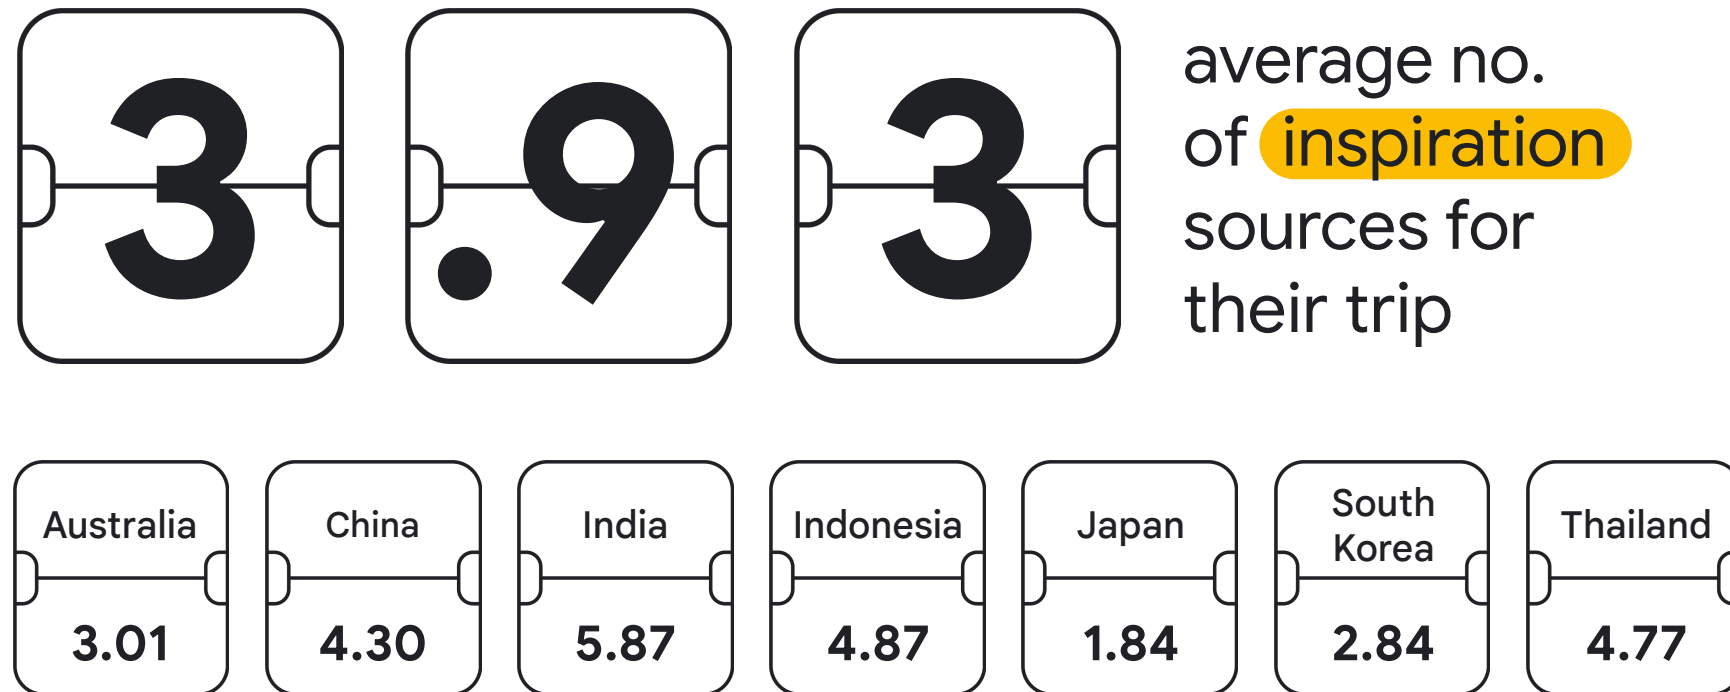 3.93
average no.
of inspiration
sources for
their trip
Australia
3.01
China
4.30
India
5.87
Indonesia
4.87
Japan
1.84
South
Korea
2.84
Thailand
4.77